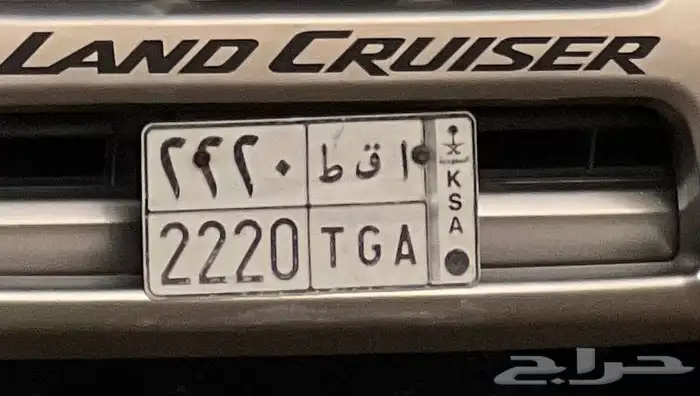 LAND CRUISER
٢٢٢٠ ا ق ط
2220 TGA
KSA
حراج